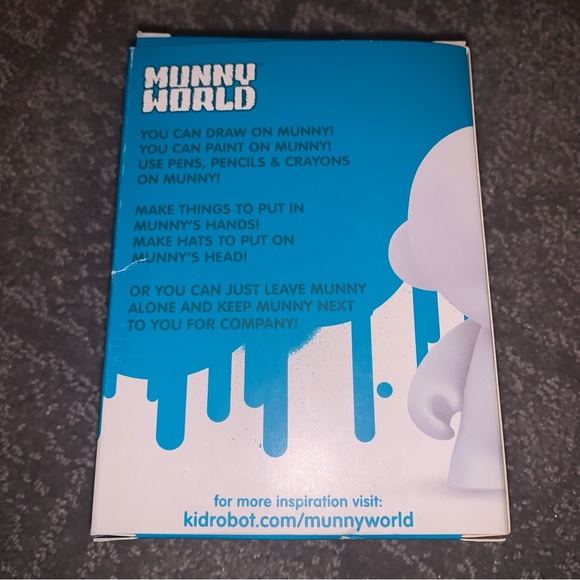 MUNNY
WORLD
YOU CAN DRAW ON MUNNY!
YOU CAN PAINT ON MUNNY!
USE PENS, PENCILS & CRAYONS
ON MUNNY!
MAKE THINGS TO PUT IN
MUNNY'S HANDS!
MAKE HATS TO PUT ON
MUNNY'S HEAD!
OR YOU CAN JUST LEAVE MUNNY
ALONE AND KEEP MUNNY NEXT
TO YOU FOR COMPANY!
for more inspiration visit:
kidrobot.com/munnyworld